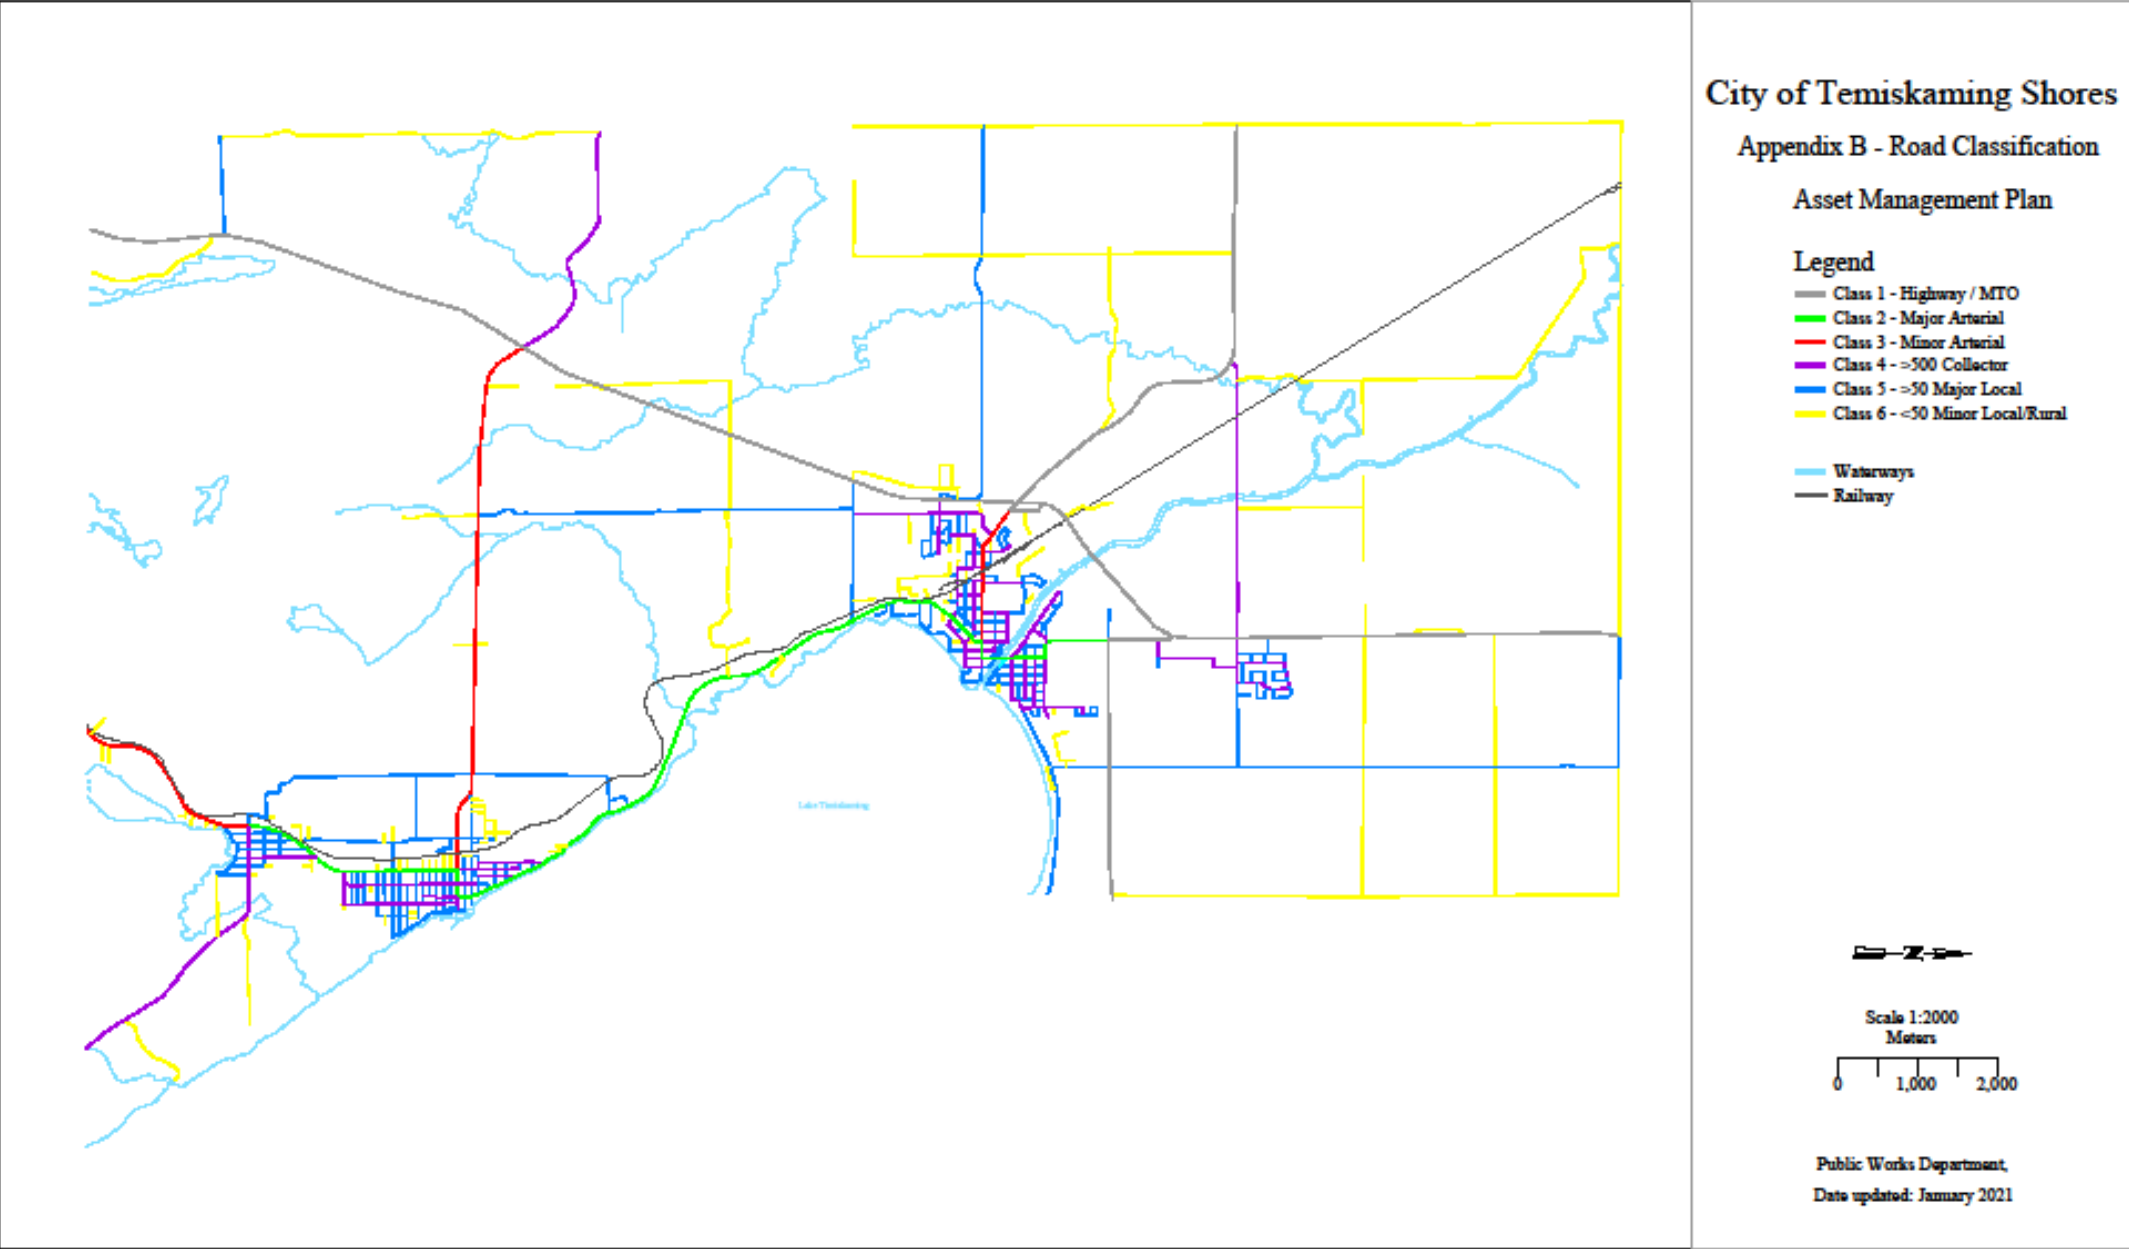 City of Temiskaming Shores
Appendix B - Road Classification
Asset Management Plan
Legend
Class 1 - Highway / MTO
Class 2 - Major Arterial
Class 3 - Minor Arterial
Class 4 - >500 Collector
Class 5 - >50 Major Local
Class 6 - <50 Minor Local/Rural
Waterways
Railway
Lake Temiskaming
Z
Scale 1:2000
Meters
0 1,000 2,000
Public Works Department,
Date updated: January 2021